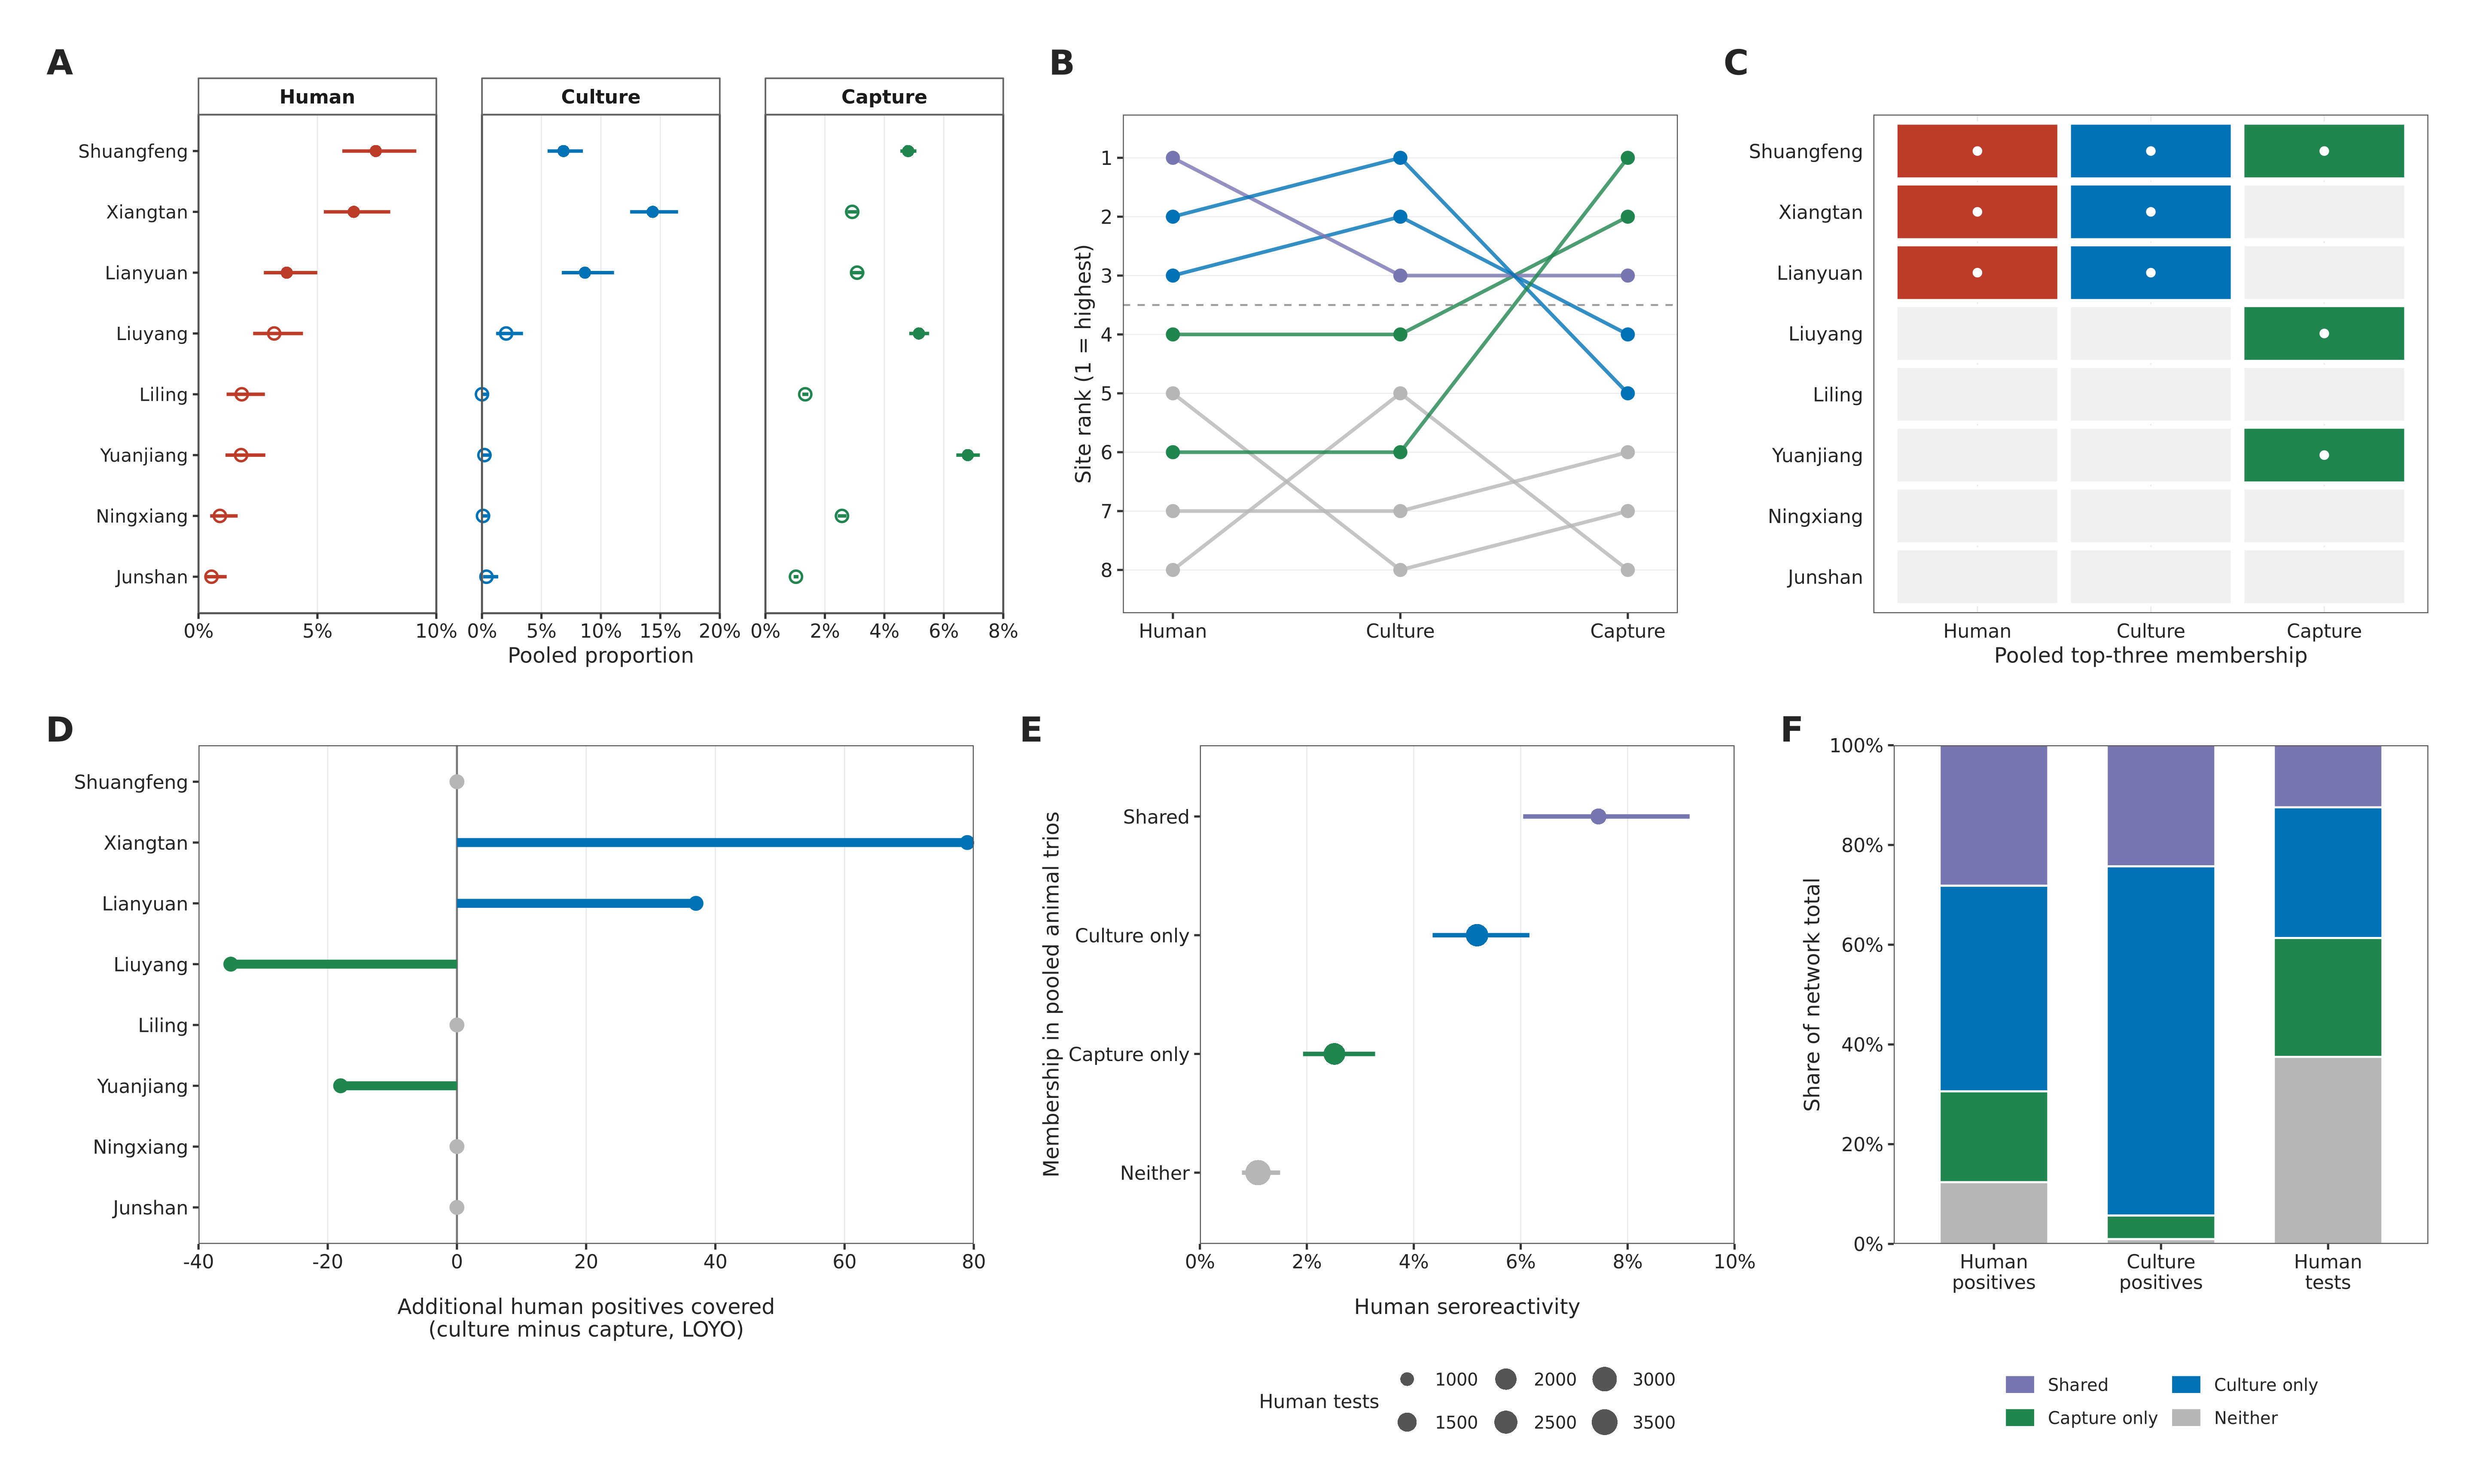 A
Human
Culture
Capture
Shuangfeng
Xiangtan
Lianyuan
Liuyang
Liling
Yuanjiang
Ningxiang
Junshan
0%
5%
10%
0%
5%
10%
15%
20%
0%
2%
4%
6%
8%
Pooled proportion
B
Site rank (1 = highest)
1
2
3
4
5
6
7
8
Human
Culture
Capture
C
Shuangfeng
Xiangtan
Lianyuan
Liuyang
Liling
Yuanjiang
Ningxiang
Junshan
Human
Culture
Capture
Pooled top-three membership
D
Shuangfeng
Xiangtan
Lianyuan
Liuyang
Liling
Yuanjiang
Ningxiang
Junshan
-40
-20
0
20
40
60
80
Additional human positives covered
(culture minus capture, LOYO)
E
Membership in pooled animal trios
Shared
Culture only
Capture only
Neither
0%
2%
4%
6%
8%
10%
Human seroreactivity
Human tests
1000
2000
3000
1500
2500
3500
F
Share of network total
100%
80%
60%
40%
20%
0%
Human
positives
Culture
positives
Human
tests
Shared
Culture only
Capture only
Neither